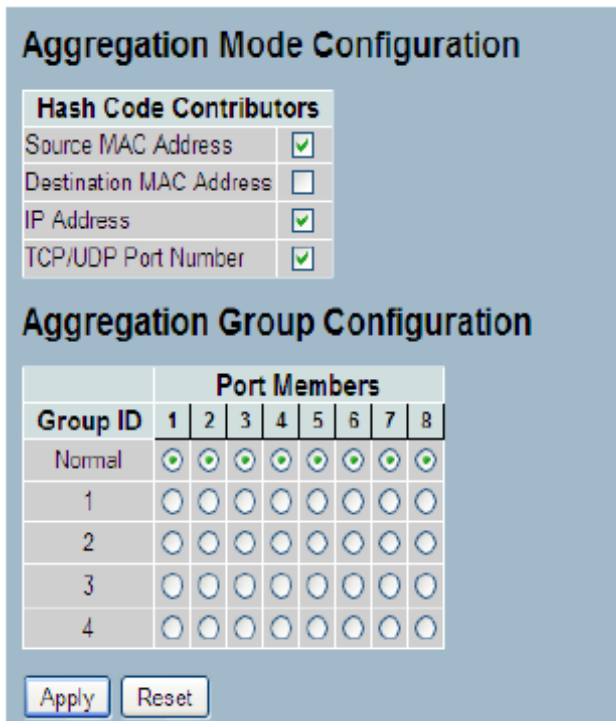 Aggregation Mode Configuration
Hash Code Contributors
Source MAC Address
Destination MAC Address
IP Address
TCP/UDP Port Number
Aggregation Group Configuration
Port Members
Group ID 1 2 3 4 5 6 7 8
Normal
1
2
3
4
Apply Reset